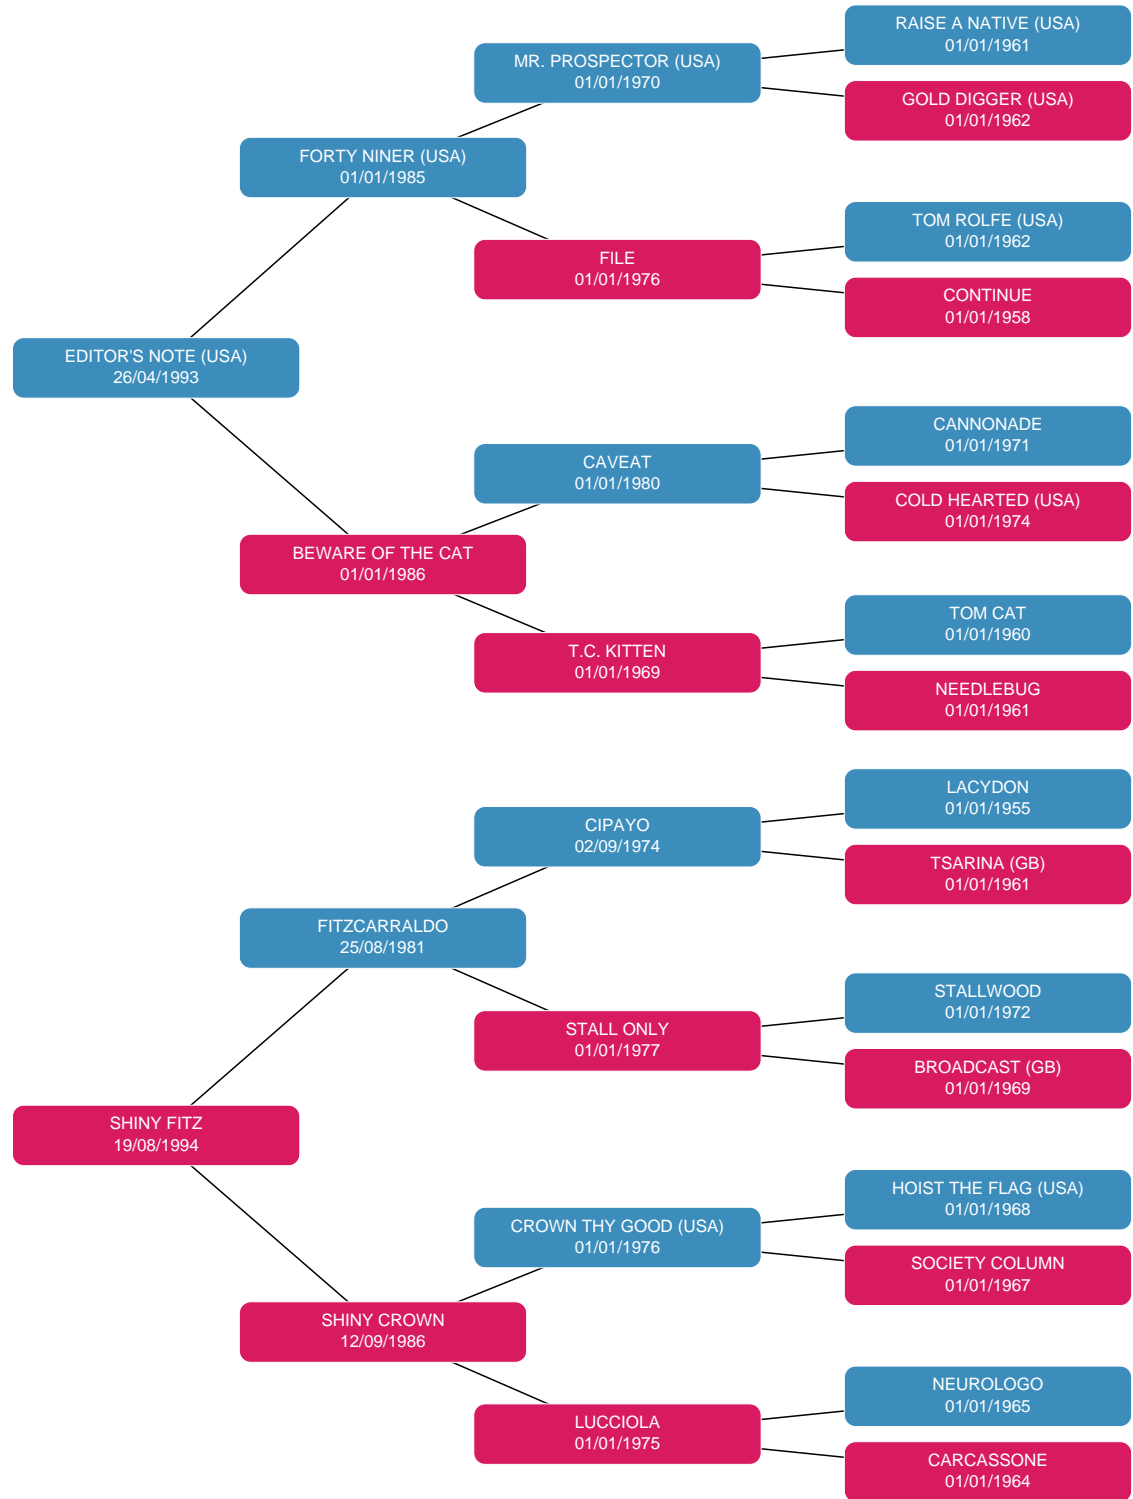 RAISE A NATIVE (USA)
01/01/1961
MR. PROSPECTOR (USA)
01/01/1970
GOLD DIGGER (USA)
01/01/1962
FORTY NINER (USA)
01/01/1985
TOM ROLFE (USA)
01/01/1962
FILE
01/01/1976
CONTINUE
01/01/1958
EDITOR'S NOTE (USA)
26/04/1993
CANNONADE
01/01/1971
CAVEAT
01/01/1980
COLD HEARTED (USA)
01/01/1974
BEWARE OF THE CAT
01/01/1986
TOM CAT
01/01/1960
T.C. KITTEN
01/01/1969
NEEDLEBUG
01/01/1961
LACYDON
01/01/1955
CIPAYO
02/09/1974
TSARINA (GB)
01/01/1961
FITZCARRALDO
25/08/1981
STALLWOOD
01/01/1972
STALL ONLY
01/01/1977
BROADCAST (GB)
01/01/1969
SHINY FITZ
19/08/1994
HOIST THE FLAG (USA)
01/01/1968
CROWN THY GOOD (USA)
01/01/1976
SOCIETY COLUMN
01/01/1967
SHINY CROWN
12/09/1986
NEUROLOGO
01/01/1965
LUCCIOLA
01/01/1975
CARCASSONE
01/01/1964